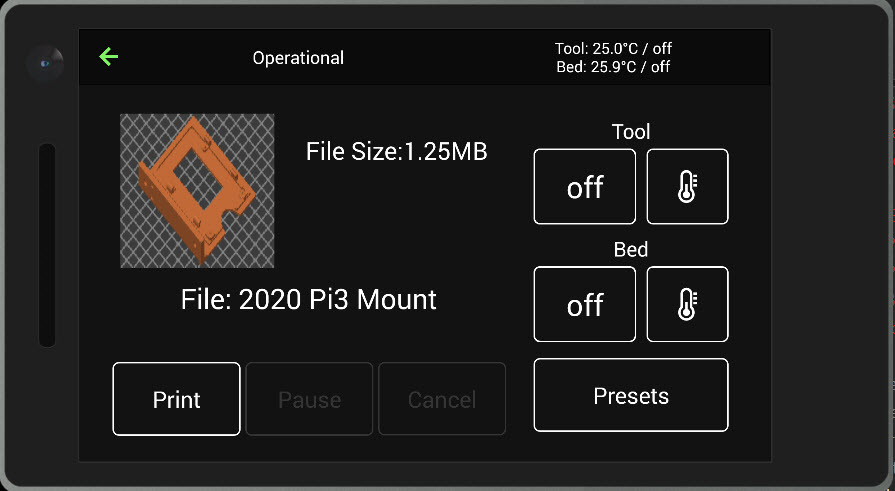 Operational
Tool: 25.0°C / off
Bed: 25.9°C / off
File Size:1.25MB
Tool
off
Bed
off
File: 2020 Pi3 Mount
Print
Pause
Cancel
Presets